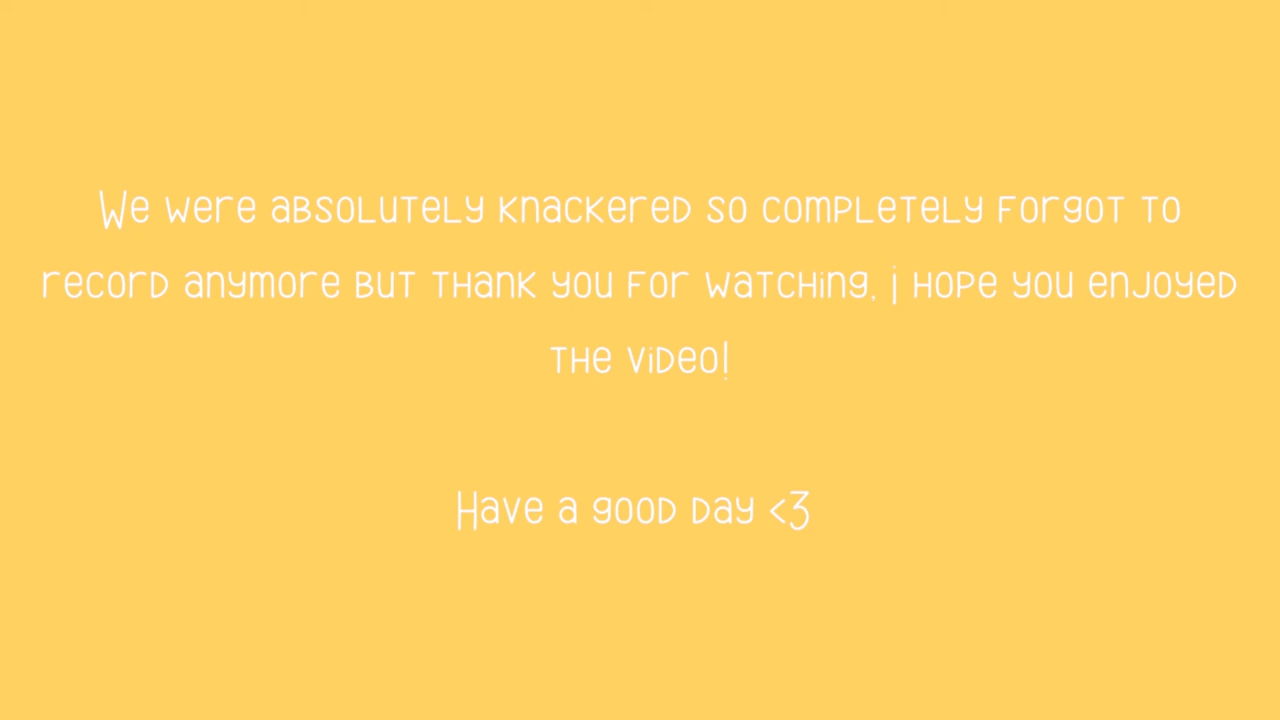 We were absolutely knackered so completely forgot to
record anymore but thank you for watching, i hope you enjoyed
the video!
Have a good day <3